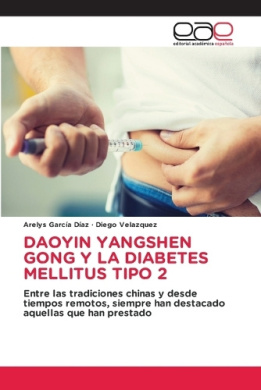 eae
editorial académica española
Arelys García Díaz · Diego Velazquez
DAOYIN YANGSHEN
GONG Y LA DIABETES
MELLITUS TIPO 2
Entre las tradiciones chinas y desde
tiempos remotos, siempre han destacado
aquellas que han prestado